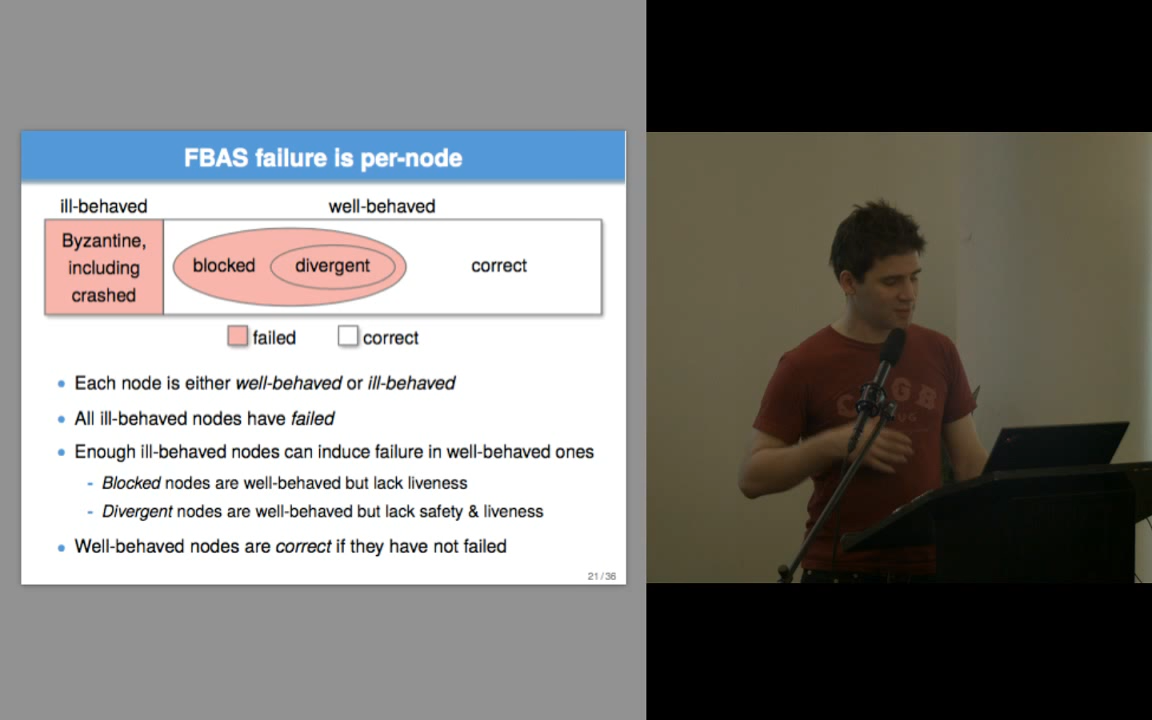 FBAS failure is per-node
ill-behaved
well-behaved
Byzantine,
including
crashed
blocked
divergent
correct
failed
correct
• Each node is either well-behaved or ill-behaved
• All ill-behaved nodes have failed
• Enough ill-behaved nodes can induce failure in well-behaved ones
- Blocked nodes are well-behaved but lack liveness
- Divergent nodes are well-behaved but lack safety & liveness
• Well-behaved nodes are correct if they have not failed
21 / 36